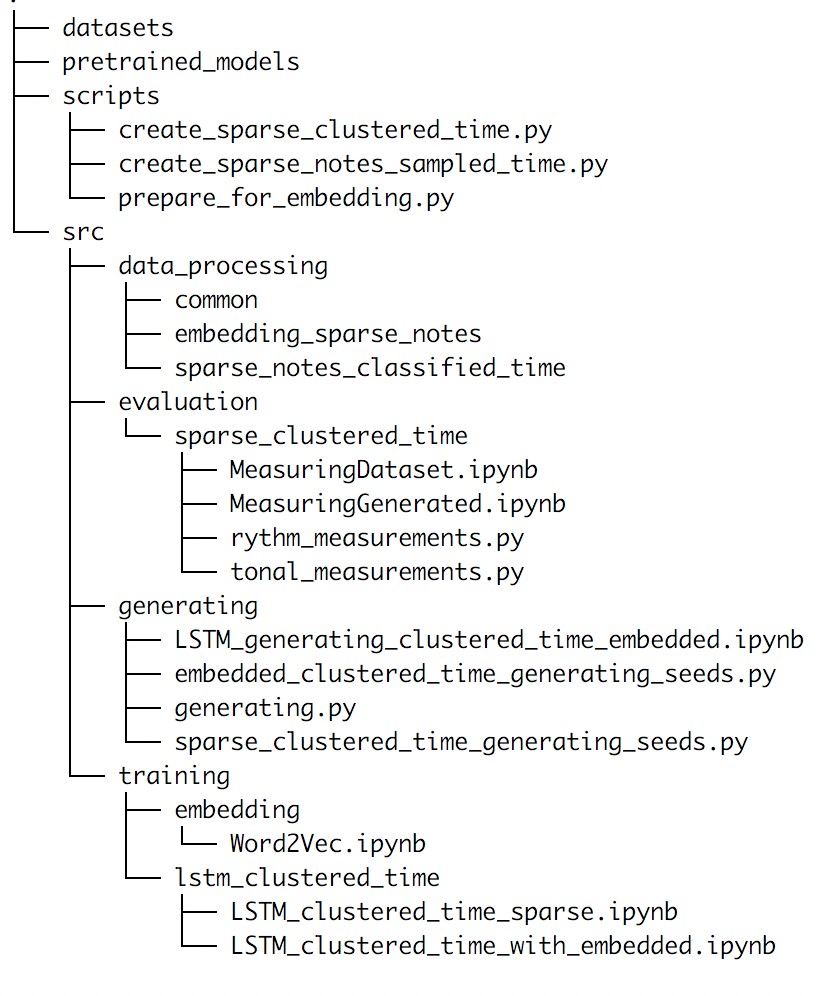 datasets
pretrained_models
scripts
create_sparse_clustered_time.py
create_sparse_notes_sampled_time.py
prepare_for_embedding.py
src
data_processing
common
embedding_sparse_notes
sparse_notes_classified_time
evaluation
sparse_clustered_time
MeasuringDataset.ipynb
MeasuringGenerated.ipynb
rythm_measurements.py
tonal_measurements.py
generating
LSTM_generating_clustered_time_embedded.ipynb
embedded_clustered_time_generating_seeds.py
generating.py
sparse_clustered_time_generating_seeds.py
training
embedding
Word2Vec.ipynb
lstm_clustered_time
LSTM_clustered_time_sparse.ipynb
LSTM_clustered_time_with_embedded.ipynb